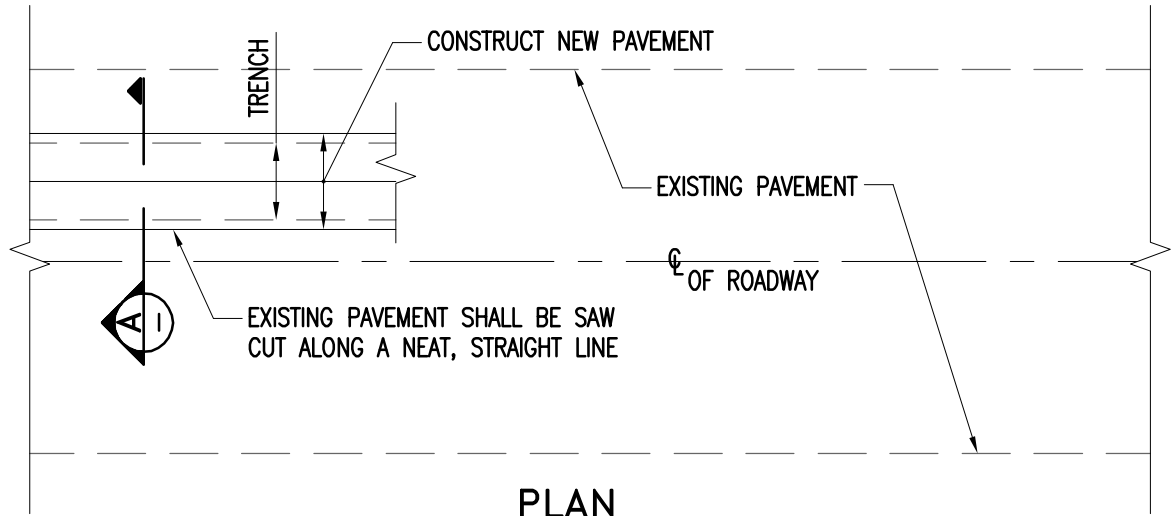 CONSTRUCT NEW PAVEMENT
TRENCH
EXISTING PAVEMENT
℄ OF ROADWAY
A
–
EXISTING PAVEMENT SHALL BE SAW
CUT ALONG A NEAT, STRAIGHT LINE
PLAN